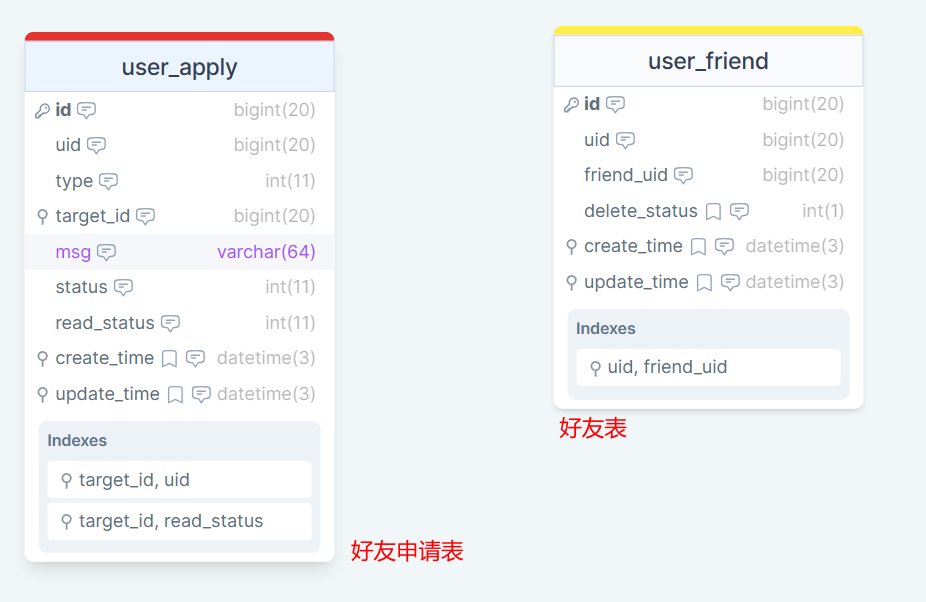 user_apply
id bigint(20)
uid bigint(20)
type int(11)
target_id bigint(20)
msg varchar(64)
status int(11)
read_status int(11)
create_time datetime(3)
update_time datetime(3)
Indexes
target_id, uid
target_id, read_status
好友申请表
user_friend
id bigint(20)
uid bigint(20)
friend_uid bigint(20)
delete_status int(1)
create_time datetime(3)
update_time datetime(3)
Indexes
uid, friend_uid
好友表